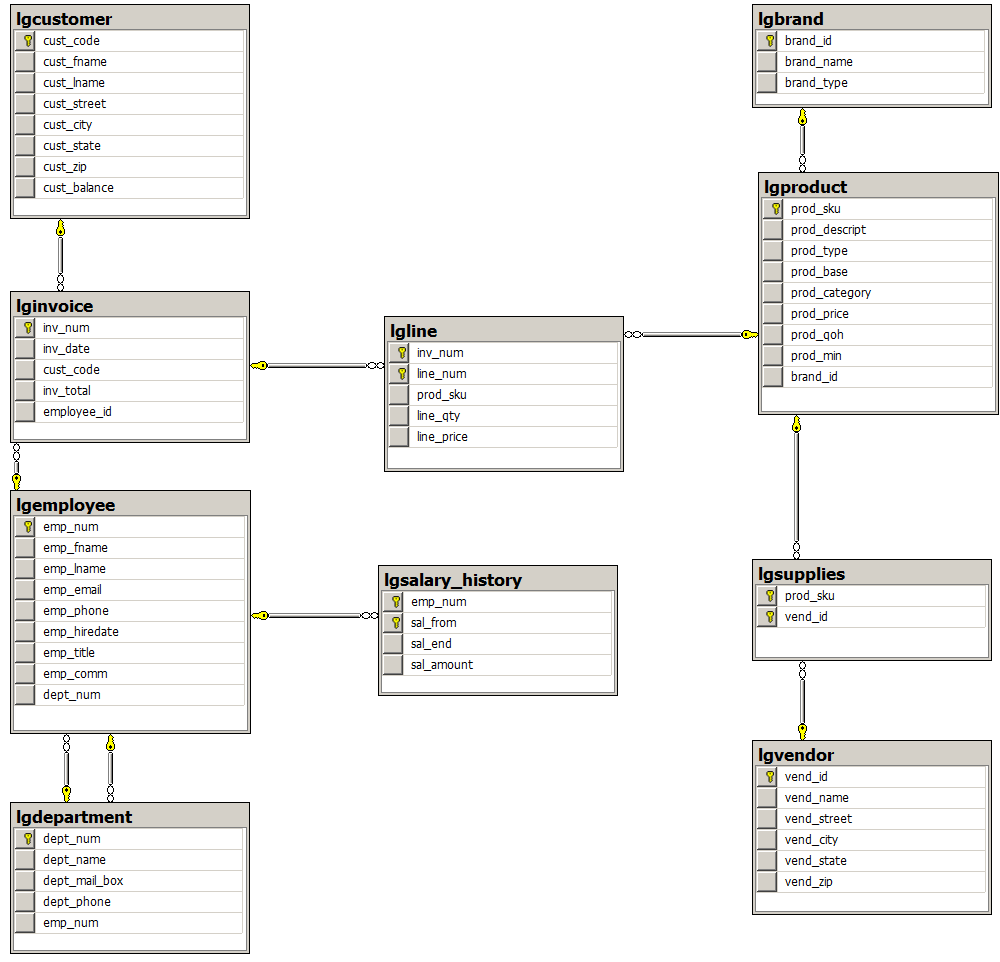 lgcustomer
cust_code
cust_fname
cust_lname
cust_street
cust_city
cust_state
cust_zip
cust_balance
lginvoice
inv_num
inv_date
cust_code
inv_total
employee_id
lgemployee
emp_num
emp_fname
emp_lname
emp_email
emp_phone
emp_hiredate
emp_title
emp_comm
dept_num
lgdepartment
dept_num
dept_name
dept_mail_box
dept_phone
emp_num
lgline
inv_num
line_num
prod_sku
line_qty
line_price
lgsalary_history
emp_num
sal_from
sal_end
sal_amount
lgbrand
brand_id
brand_name
brand_type
lgproduct
prod_sku
prod_descript
prod_type
prod_base
prod_category
prod_price
prod_qoh
prod_min
brand_id
lgsupplies
prod_sku
vend_id
lgvendor
vend_id
vend_name
vend_street
vend_city
vend_state
vend_zip